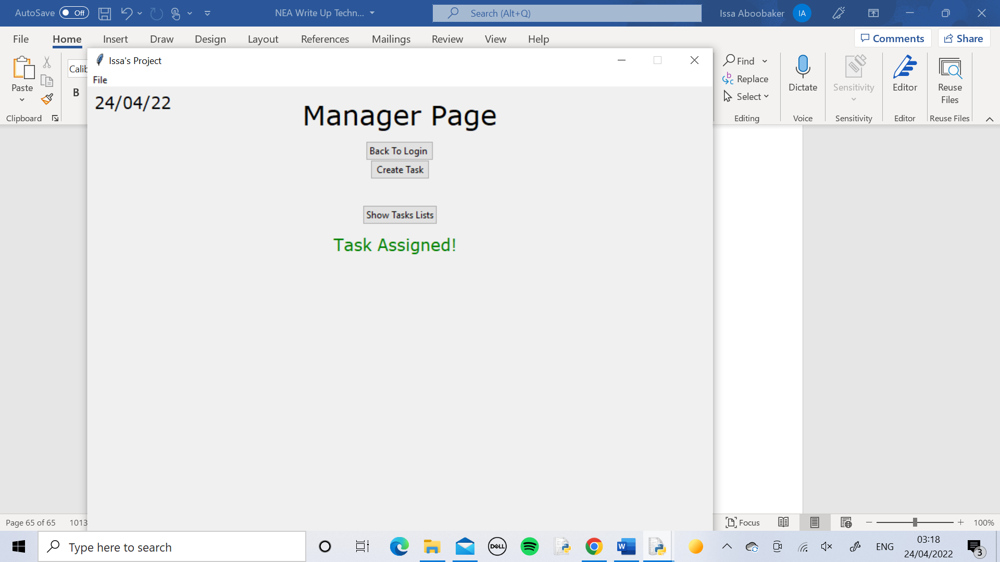 AutoSave Off NEA Write Up Techn... Search (Alt+Q) Issa Aboobaker IA
File Home Insert Draw Design Layout References Mailings Review View Help Comments Share
Paste
Clipboard
Calib
B
Find
Replace
Select
Editing
Dictate
Voice
Sensitivity
Sensitivity
Editor
Editor
Reuse
Files
Reuse Files
Issa's Project
File
24/04/22
Manager Page
Back To Login
Create Task
Show Tasks Lists
Task Assigned!
Page 65 of 65 1013 Focus 100%
Type here to search
DELL
W
ENG
03:18
24/04/2022
3